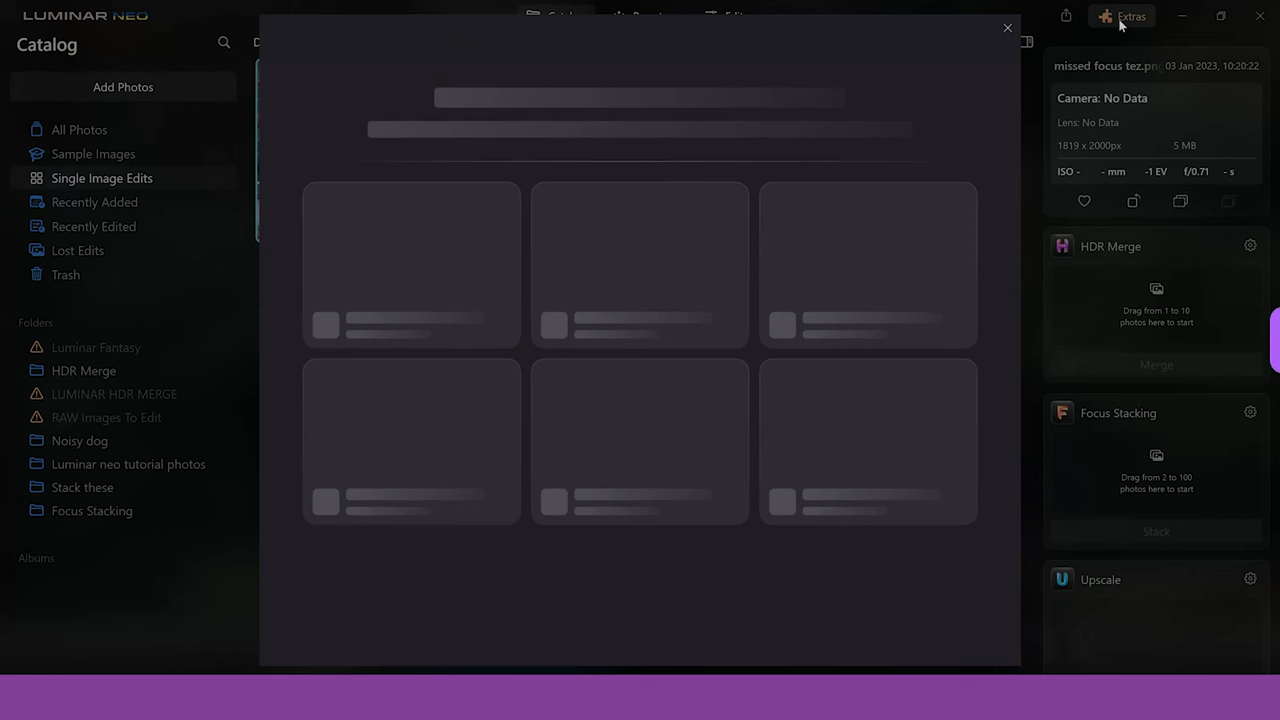 LUMINAR NEO
Extras
Catalog
Add Photos
All Photos
Sample Images
Single Image Edits
Recently Added
Recently Edited
Lost Edits
Trash
Folders
Luminar Fantasy
HDR Merge
LUMINAR HDR MERGE
RAW Images To Edit
Noisy dog
Luminar neo tutorial photos
Stack these
Focus Stacking
Albums
missed focus tez.png 03 Jan 2023, 10:20:22
Camera: No Data
Lens: No Data
1819 x 2000px 5 MB
ISO - - mm -1 EV f/0.71 - s
HDR Merge
Drag from 1 to 10
photos here to start
Merge
Focus Stacking
Drag from 2 to 100
photos here to start
Stack
Upscale